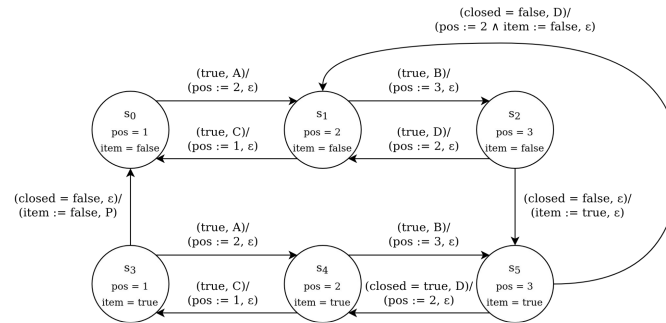 (closed = false, D)/
(pos := 2 ∧ item := false, ε)
(true, A)/
(pos := 2, ε)
(true, B)/
(pos := 3, ε)
s₀
pos = 1
item = false
s₁
pos = 2
item = false
s₂
pos = 3
item = false
(true, C)/
(pos := 1, ε)
(true, D)/
(pos := 2, ε)
(closed = false, ε)/
(item := false, P)
(closed = false, ε)/
(item := true, ε)
(true, A)/
(pos := 2, ε)
(true, B)/
(pos := 3, ε)
s₃
pos = 1
item = true
s₄
pos = 2
item = true
s₅
pos = 3
item = true
(true, C)/
(pos := 1, ε)
(closed = true, D)/
(pos := 2, ε)